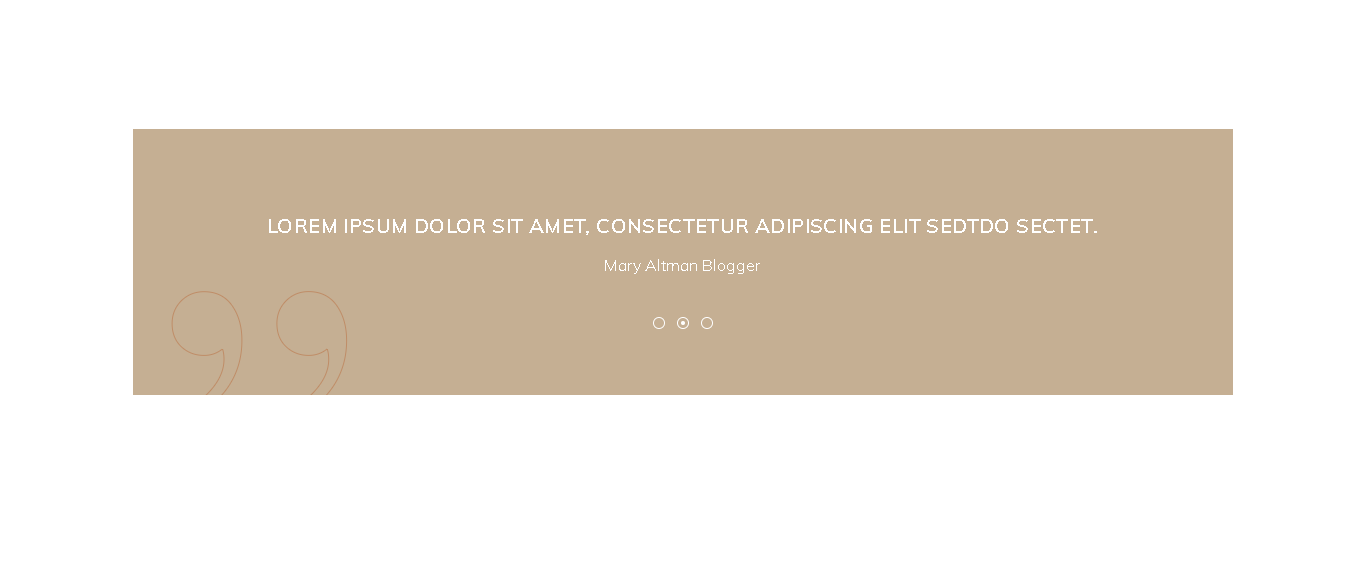 LOREM IPSUM DOLOR SIT AMET, CONSECTETUR ADIPISCING ELIT SEDTDO SECTET.
Mary Altman Blogger